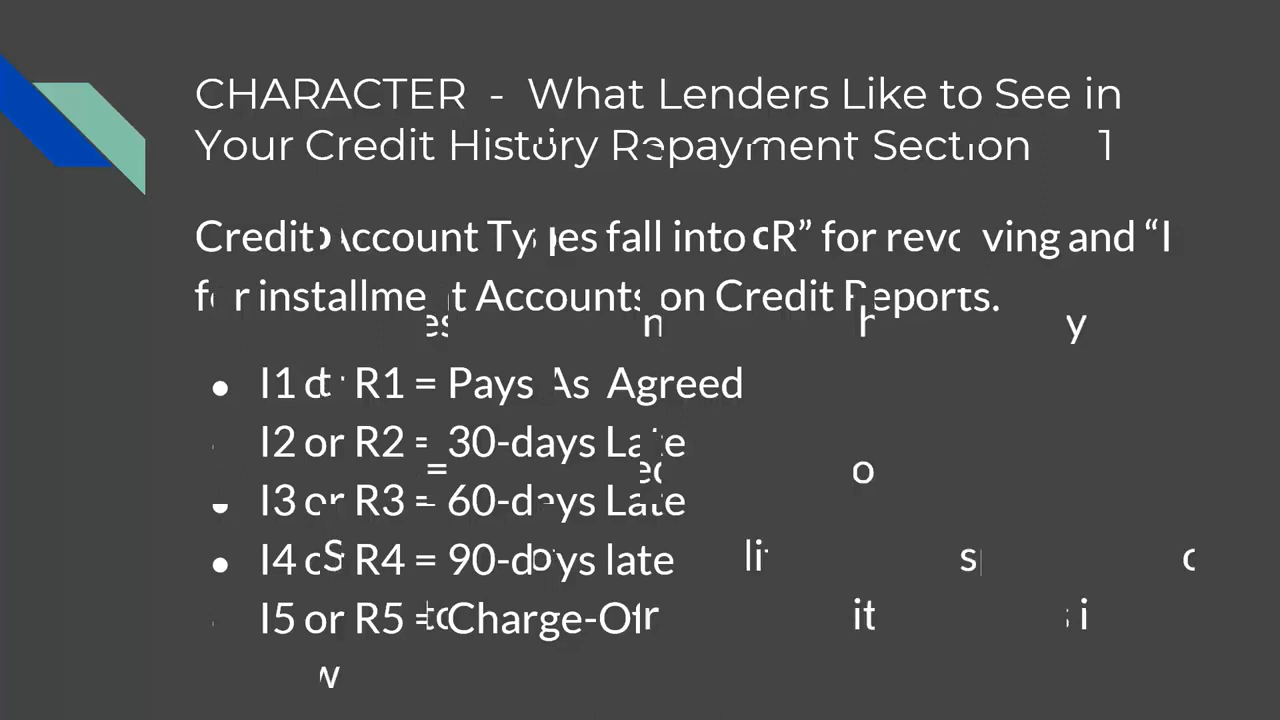 CHARACTER - What Lenders Like to See in
Your Credit History Repayment Section 1
Credit Account Types fall into R” for revolving and “I
for installment Accounts on Credit Reports.
• I1 or R1 = Pays As Agreed
I2 or R2 = 30-days Late
• I3 or R3 = 60-days Late
• I4 R4 = 90-days late
I5 or R5 = Charge-Off